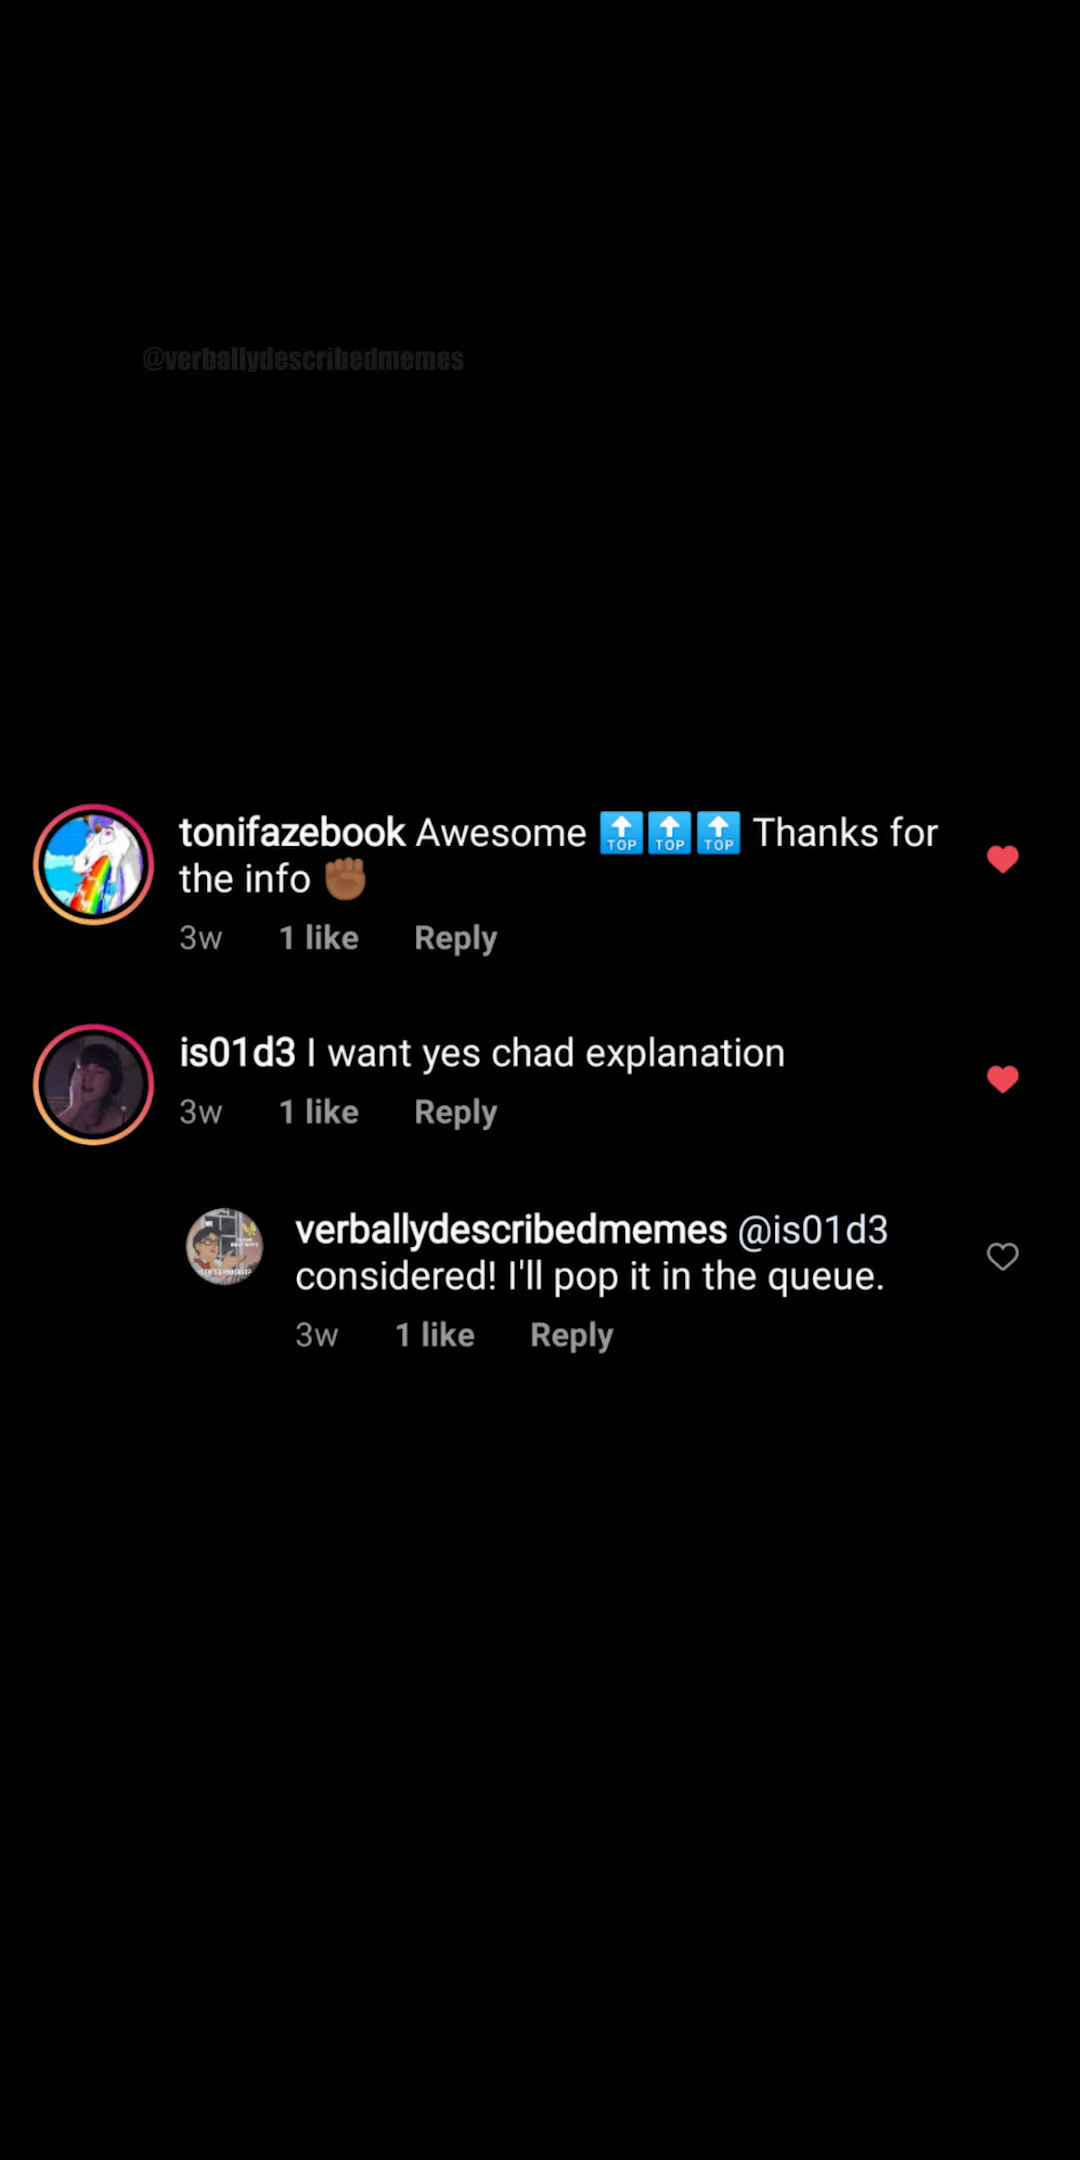 @verballydescribedmemes
tonifazebook Awesome 🔝🔝🔝 Thanks for
the info ✊🏾
3w 1 like Reply
is01d3 I want yes chad explanation
3w 1 like Reply
verballydescribedmemes @is01d3
considered! I'll pop it in the queue.
3w 1 like Reply